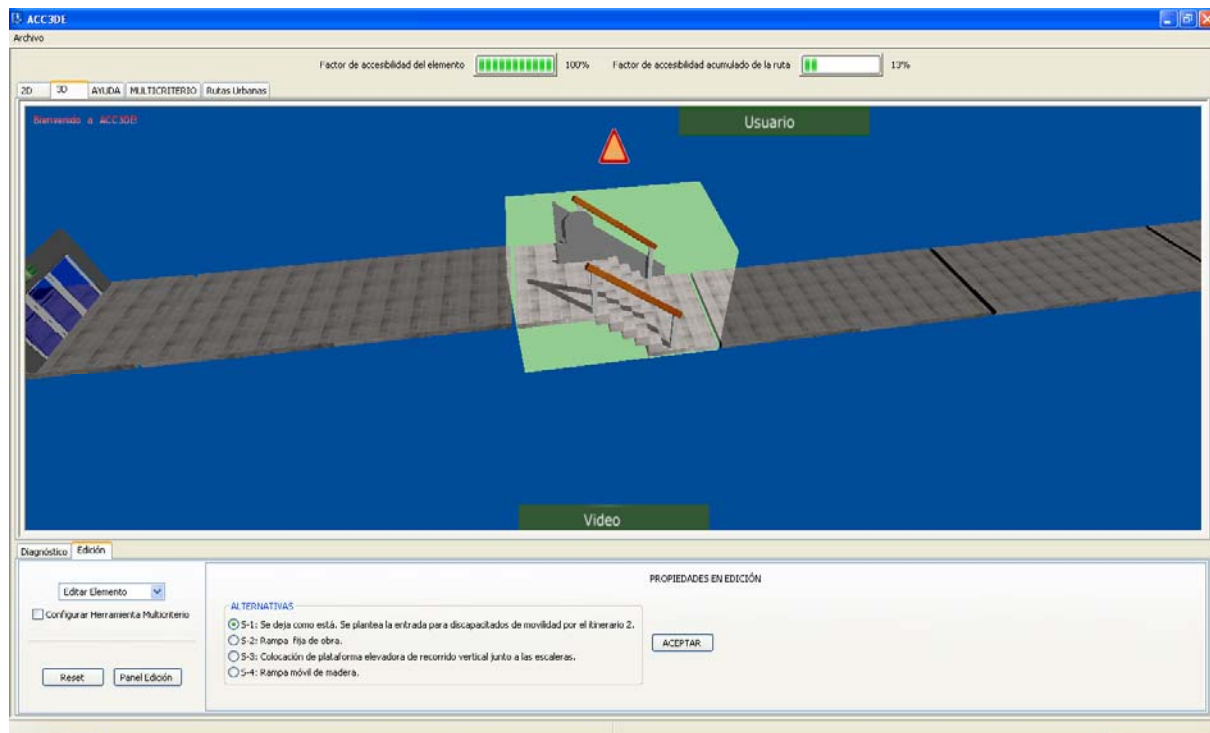 ACC3DE
Archivo
Factor de accesibilidad del elemento 100% Factor de accesibilidad acumulado de la ruta 13%
2D 3D AYUDA MULTICRITERIO Rutas Urbanas
Bienvenido a ACC3DE!
Usuario
Video
Diagnóstico Edición
PROPIEDADES EN EDICIÓN
Editar Elemento
Configurar Herramienta Multicriterio
ALTERNATIVAS
S-1: Se deja como está. Se plantea la entrada para discapacitados de movilidad por el itinerario 2.
S-2: Rampa fija de obra.
S-3: Colocación de plataforma elevadora de recorrido vertical junto a las escaleras.
S-4: Rampa móvil de madera.
ACEPTAR
Reset Panel Edición